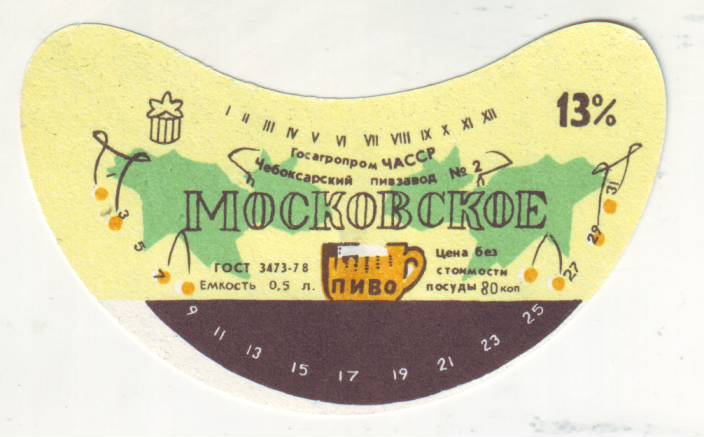 I II III IV V VI VII VIII IX X XI XII
13%
Госагропром ЧАССР
Чебоксарский пивзавод № 2
МОСКОВСКОЕ
ГОСТ 3473-78
Емкость 0,5 л.
ПИВО
Цена без
стоимости
посуды 80 коп
1 3 5 7 9 11 13 15 17 19 21 23 25 27 29 31